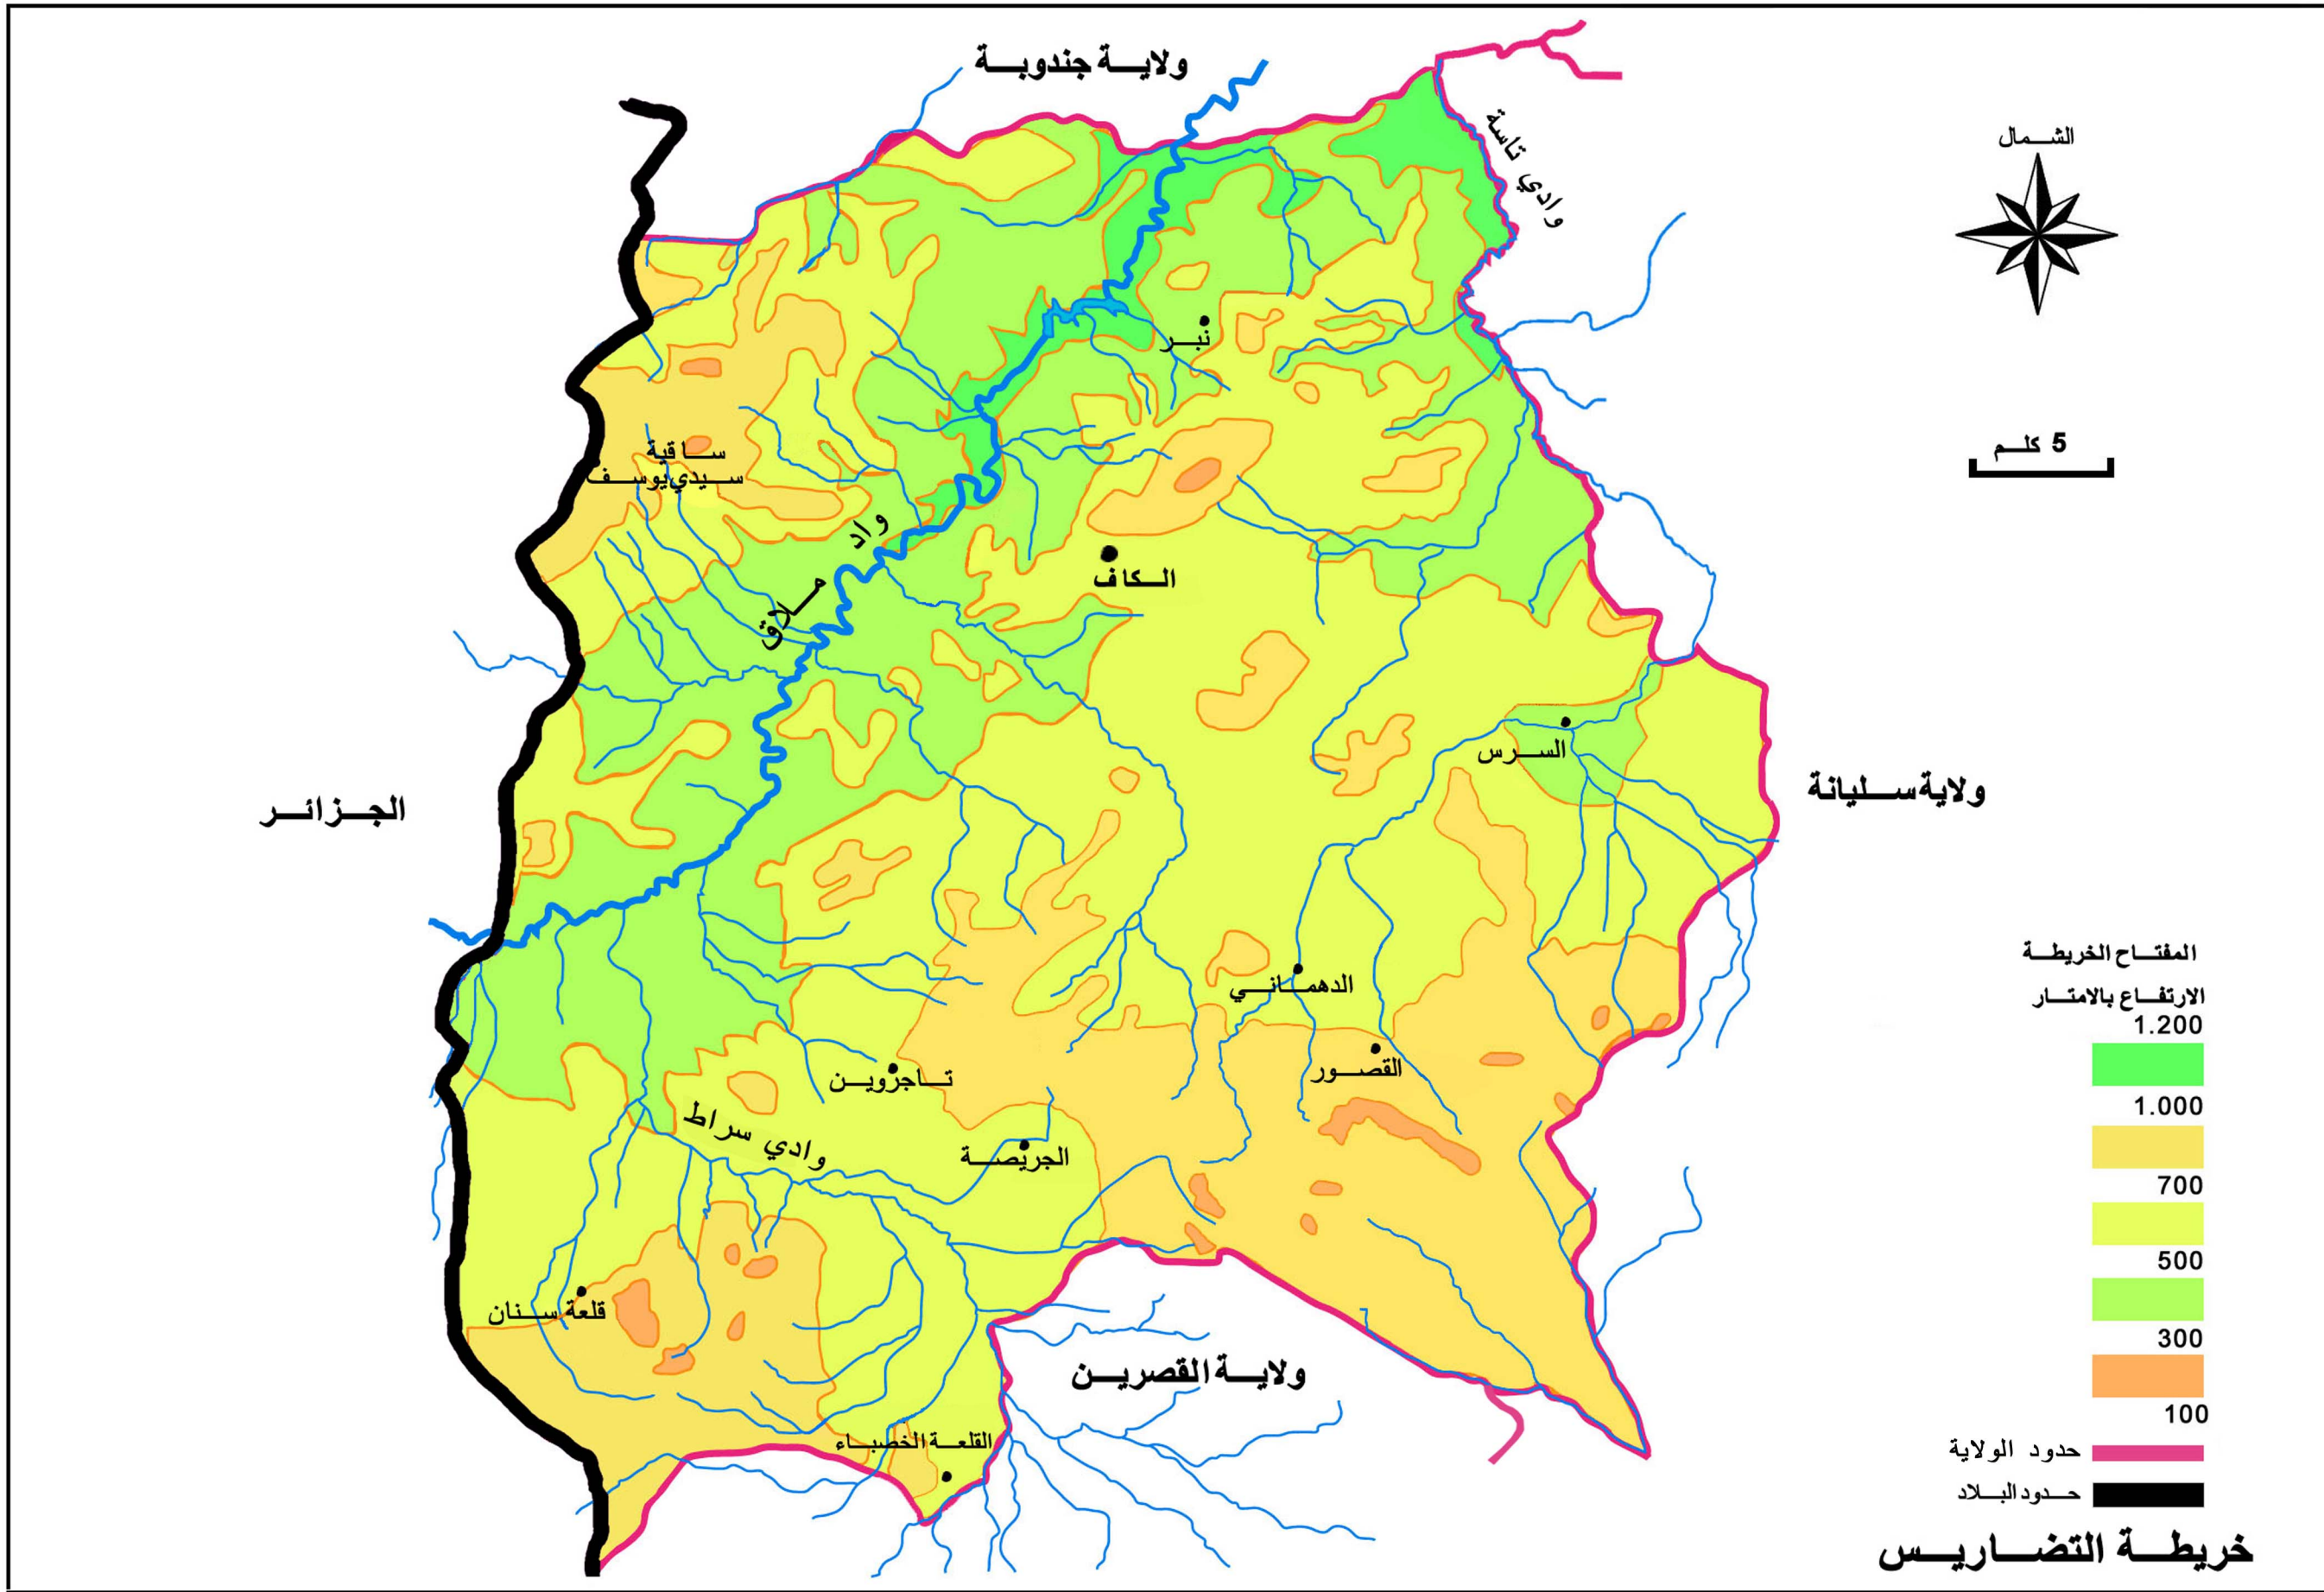 ولاية جندوبة
وادي تاسة
الشمال
5 كلم
نبر
ساقية
سيدي يوسف
واد
ملاق
الكاف
السرس
ولاية سليانة
الجزائر
الدهماني
القصور
تاجروين
وادي سراط
الجريصة
قلعة سنان
ولاية القصرين
القلعة الخصباء
المفتاح الخريطة
الارتفاع بالامتار
1.200
1.000
700
500
300
100
حدود الولاية
حدود البلاد
خريطة التضاريس